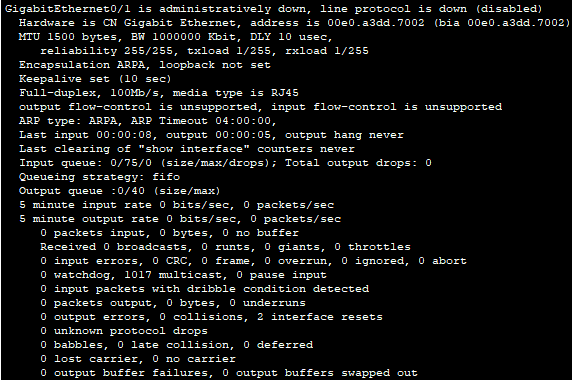 GigabitEthernet0/1 is administratively down, line protocol is down (disabled)
Hardware is CN Gigabit Ethernet, address is 00e0.a3dd.7002 (bia 00e0.a3dd.7002)
MTU 1500 bytes, BW 1000000 Kbit, DLY 10 usec,
reliability 255/255, txload 1/255, rxload 1/255
Encapsulation ARPA, loopback not set
Keepalive set (10 sec)
Full-duplex, 100Mb/s, media type is RJ45
output flow-control is unsupported, input flow-control is unsupported
ARP type: ARPA, ARP Timeout 04:00:00,
Last input 00:00:08, output 00:00:05, output hang never
Last clearing of "show interface" counters never
Input queue: 0/75/0 (size/max/drops); Total output drops: 0
Queueing strategy: fifo
Output queue :0/40 (size/max)
5 minute input rate 0 bits/sec, 0 packets/sec
5 minute output rate 0 bits/sec, 0 packets/sec
0 packets input, 0 bytes, 0 no buffer
Received 0 broadcasts, 0 runts, 0 giants, 0 throttles
0 input errors, 0 CRC, 0 frame, 0 overrun, 0 ignored, 0 abort
0 watchdog, 1017 multicast, 0 pause input
0 input packets with dribble condition detected
0 packets output, 0 bytes, 0 underruns
0 output errors, 0 collisions, 2 interface resets
0 unknown protocol drops
0 babbles, 0 late collision, 0 deferred
0 lost carrier, 0 no carrier
0 output buffer failures, 0 output buffers swapped out